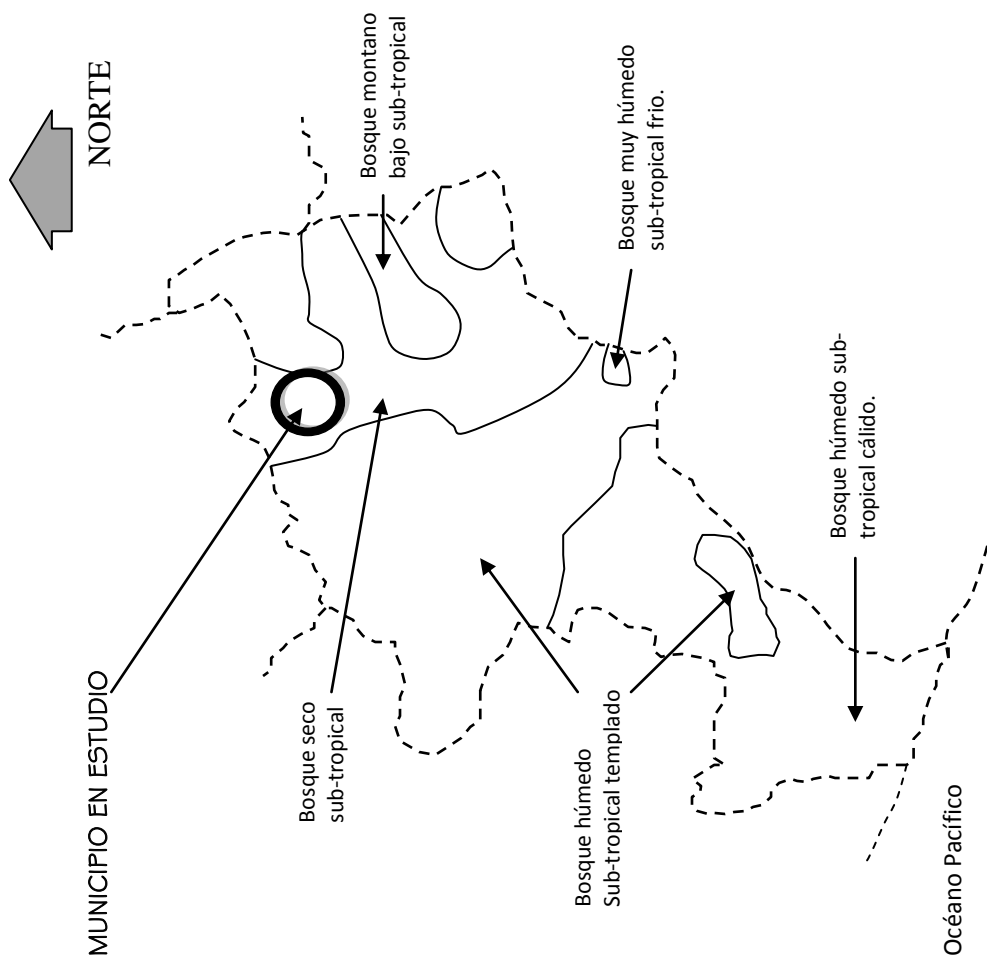 NORTE
MUNICIPIO EN ESTUDIO
Bosque montano
bajo sub-tropical
Bosque seco
sub-tropical
Bosque muy húmedo
sub-tropical frio.
Bosque húmedo
Sub-tropical templado
Bosque húmedo sub-
tropical cálido.
Océano Pacífico